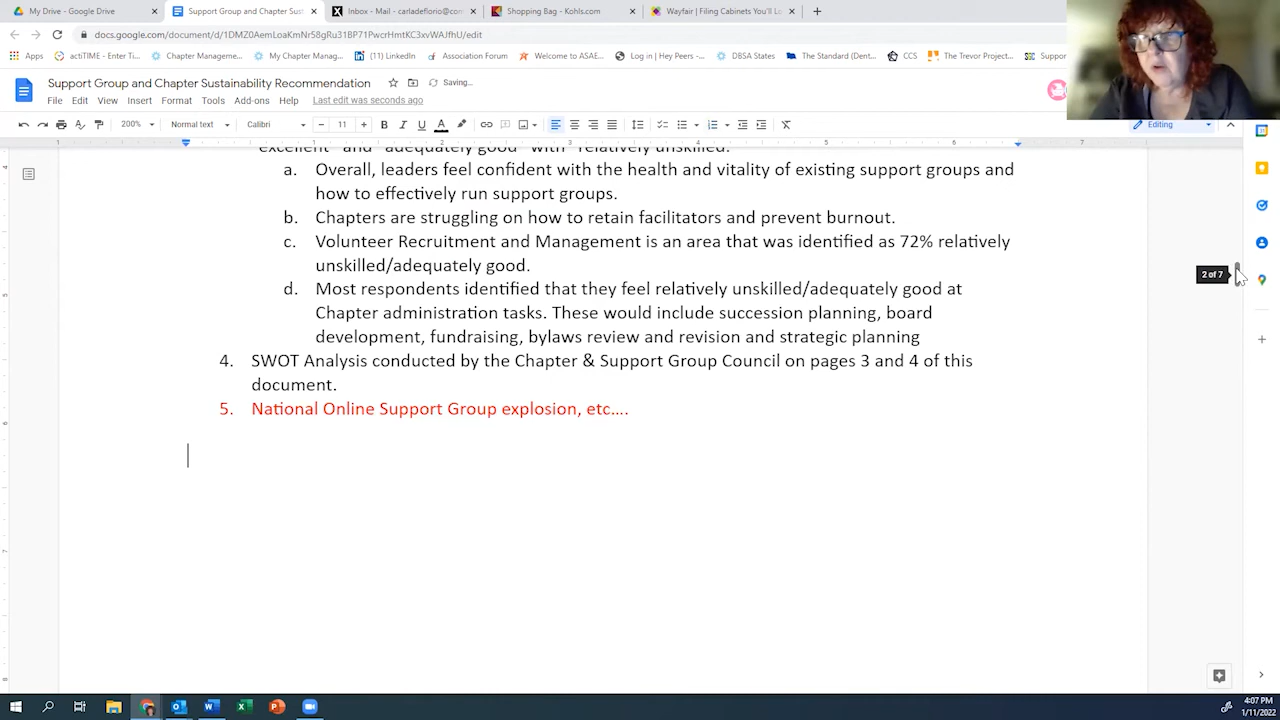 My Drive - Google Drive
Support Group and Chapter Sust
Inbox - Mail - carladeflorio@con
Shopping Bag - Kohls.com
Wayfair | Filing Cabinets You'll Lo
Apps
actiTIME - Enter Ti...
Chapter Manageme...
My Chapter Manag...
(11) LinkedIn
Association Forum
Welcome to ASAE...
Log in | Hey Peers -...
DBSA States
The Standard (Dent...
CCS
The Trevor Project...
Suppor
Support Group and Chapter Sustainability Recommendation
Saving...
File Edit View Insert Format Tools Add-ons Help Last edit was seconds ago
200% Normal text Calibri 11 Editing
excellent and adequately good with relatively unskilled.
a. Overall, leaders feel confident with the health and vitality of existing support groups and
how to effectively run support groups.
b. Chapters are struggling on how to retain facilitators and prevent burnout.
c. Volunteer Recruitment and Management is an area that was identified as 72% relatively
unskilled/adequately good.
d. Most respondents identified that they feel relatively unskilled/adequately good at
Chapter administration tasks. These would include succession planning, board
development, fundraising, bylaws review and revision and strategic planning
4. SWOT Analysis conducted by the Chapter & Support Group Council on pages 3 and 4 of this
document.
5. National Online Support Group explosion, etc....
2 of 7
4:07 PM
1/11/2022